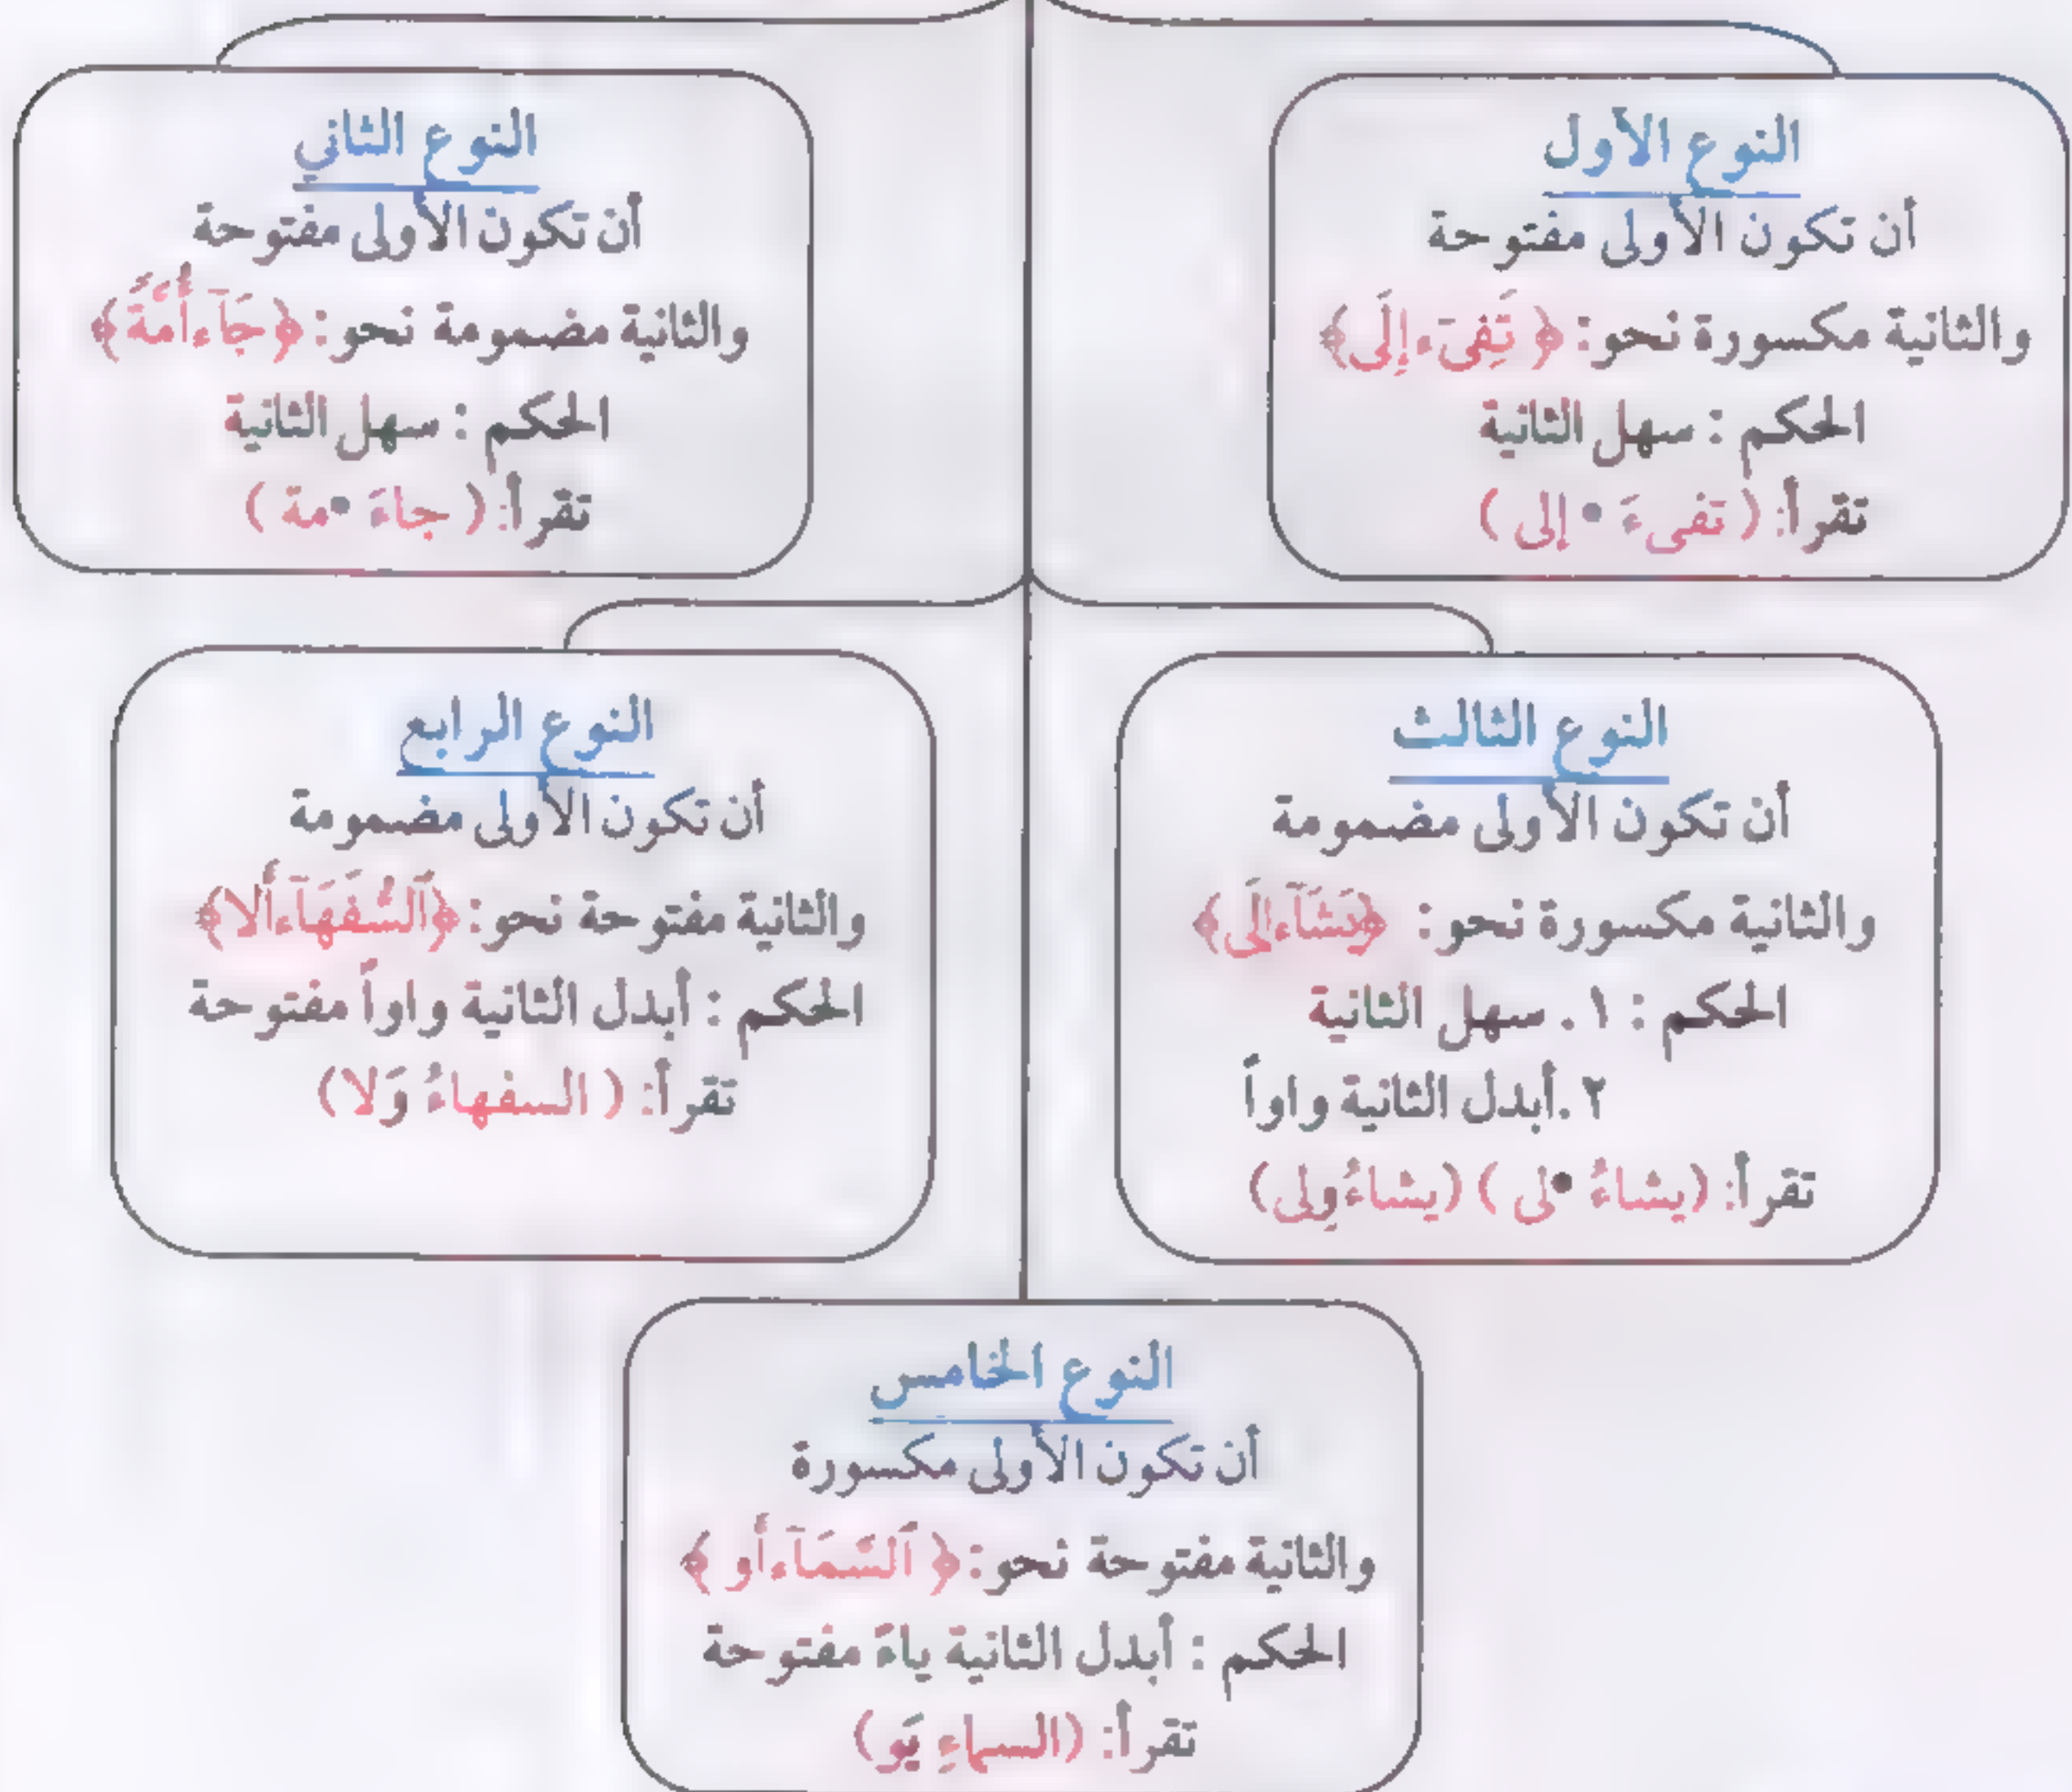 النوع الأول
أن تكون الأولى مفتوحة
والثانية مكسورة نحو: ﴿ تَفِىٓءَ إِلَى﴾
الحكم : سهل الثانية
تقرأ: ( تفىءَ • إلى )
النوع الثاني
أن تكون الأولى مفتوحة
والثانية مضمومة نحو: ﴿جَآءَ أُمَّةً﴾
الحكم : سهل الثانية
تقرأ: ( جاءَ •مة )
النوع الثالث
أن تكون الأولى مضمومة
والثانية مكسورة نحو: ﴿يَشَآءُ إِلَى﴾
الحكم : ١ . سهل الثانية
٢ .أبدل الثانية واواً
تقرأ: (يشاءُ •لى ) (يشاءُ وِلى)
النوع الرابع
أن تكون الأولى مضمومة
والثانية مفتوحة نحو: ﴿ٱلسُّفَهَآءُ أَلا﴾
الحكم : أبدل الثانية واواً مفتوحة
تقرأ: ( السفهاءُ وَلا)
النوع الخامس
أن تكون الأولى مكسورة
والثانية مفتوحة نحو: ﴿ ٱلسَّمَآءِ أَو ﴾
الحكم : أبدل الثانية ياءً مفتوحة
تقرأ: (السماءِ يَو)